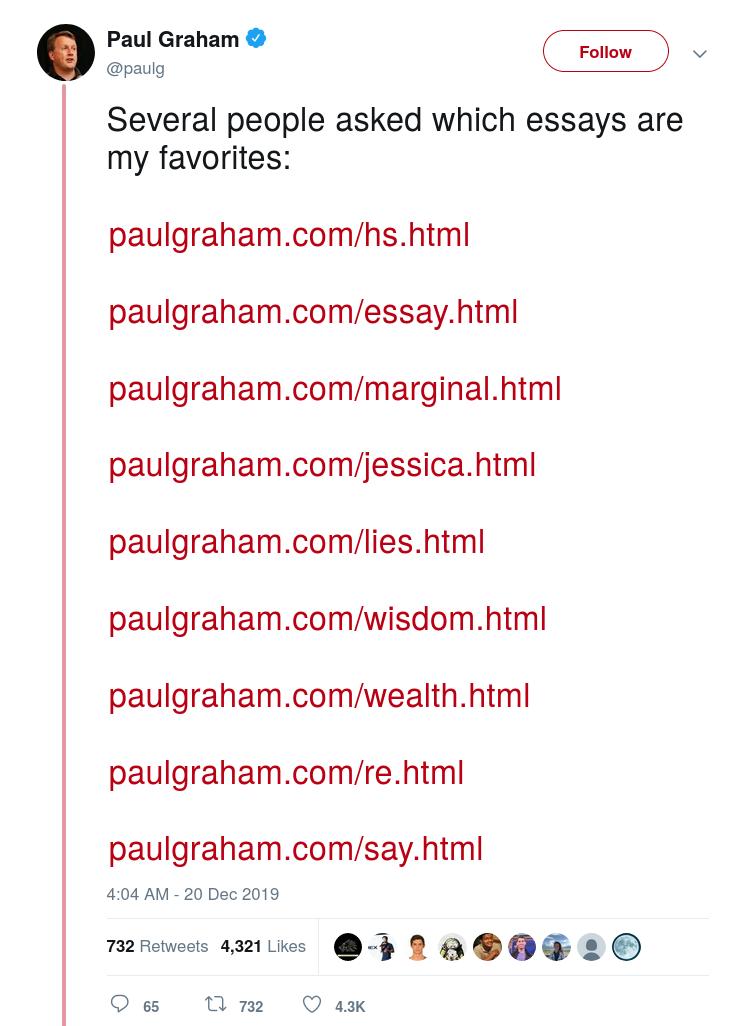 Paul Graham
@paulg
Follow
Several people asked which essays are
my favorites:
paulgraham.com/hs.html
paulgraham.com/essay.html
paulgraham.com/marginal.html
paulgraham.com/jessica.html
paulgraham.com/lies.html
paulgraham.com/wisdom.html
paulgraham.com/wealth.html
paulgraham.com/re.html
paulgraham.com/say.html
4:04 AM - 20 Dec 2019
732 Retweets 4,321 Likes
65 732 4.3K